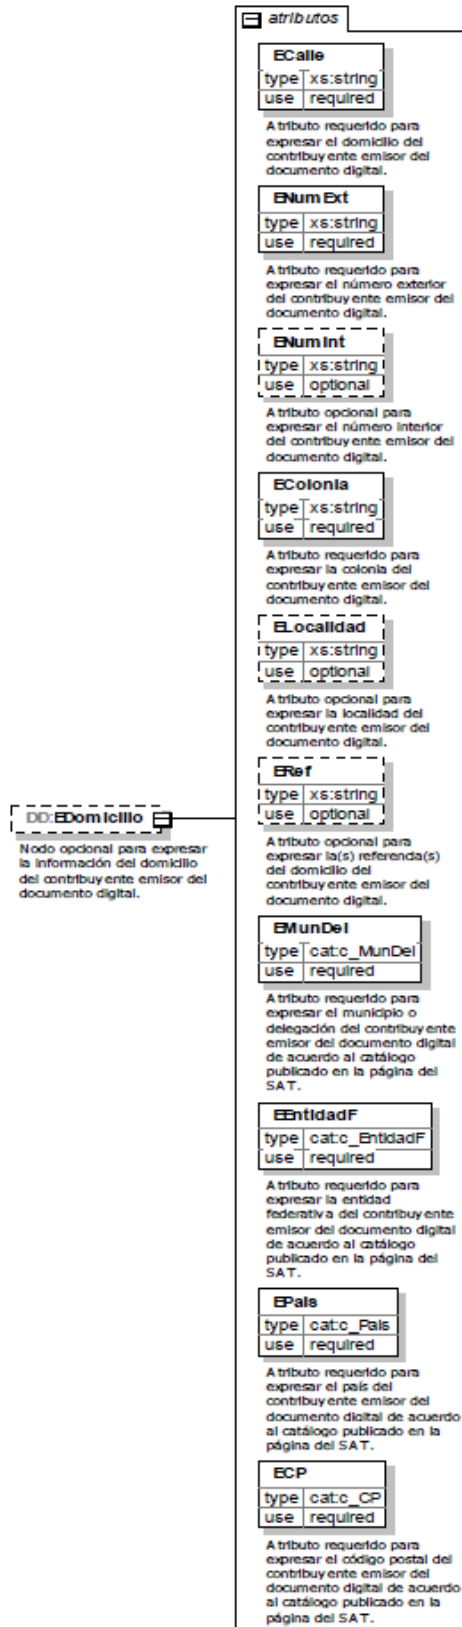 atributos
ECalle
type xs:string
use required
Atributo requerido para
expresar el domicilio del
contribuyente emisor del
documento digital.
ENumExt
type xs:string
use required
Atributo requerido para
expresar el número exterior
del contribuyente emisor del
documento digital.
ENumInt
type xs:string
use optional
Atributo opcional para
expresar el número interior
del contribuyente emisor del
documento digital.
EColonia
type xs:string
use required
Atributo requerido para
expresar la colonia del
contribuyente emisor del
documento digital.
ELocalidad
type xs:string
use optional
Atributo opcional para
expresar la localidad del
contribuyente emisor del
documento digital.
ERef
type xs:string
use optional
Atributo opcional para
expresar la(s) referencia(s)
del domicilio del
contribuyente emisor del
documento digital.
DD:EDomicilio
Nodo opcional para expresar
la información del domicilio
del contribuyente emisor del
documento digital.
EMunDel
type cat:c_MunDel
use required
Atributo requerido para
expresar el municipio o
delegación del contribuyente
emisor del documento digital
de acuerdo al catálogo
publicado en la página del
SAT.
EEntidadF
type cat:c_EntidadF
use required
Atributo requerido para
expresar la entidad
federativa del contribuyente
emisor del documento digital
de acuerdo al catálogo
publicado en la página del
SAT.
EPais
type cat:c_Pais
use required
Atributo requerido para
expresar el país del
contribuyente emisor del
documento digital de acuerdo
al catálogo publicado en la
página del SAT.
ECP
type cat:c_CP
use required
Atributo requerido para
expresar el código postal del
contribuyente emisor del
documento digital de acuerdo
al catálogo publicado en la
página del SAT.